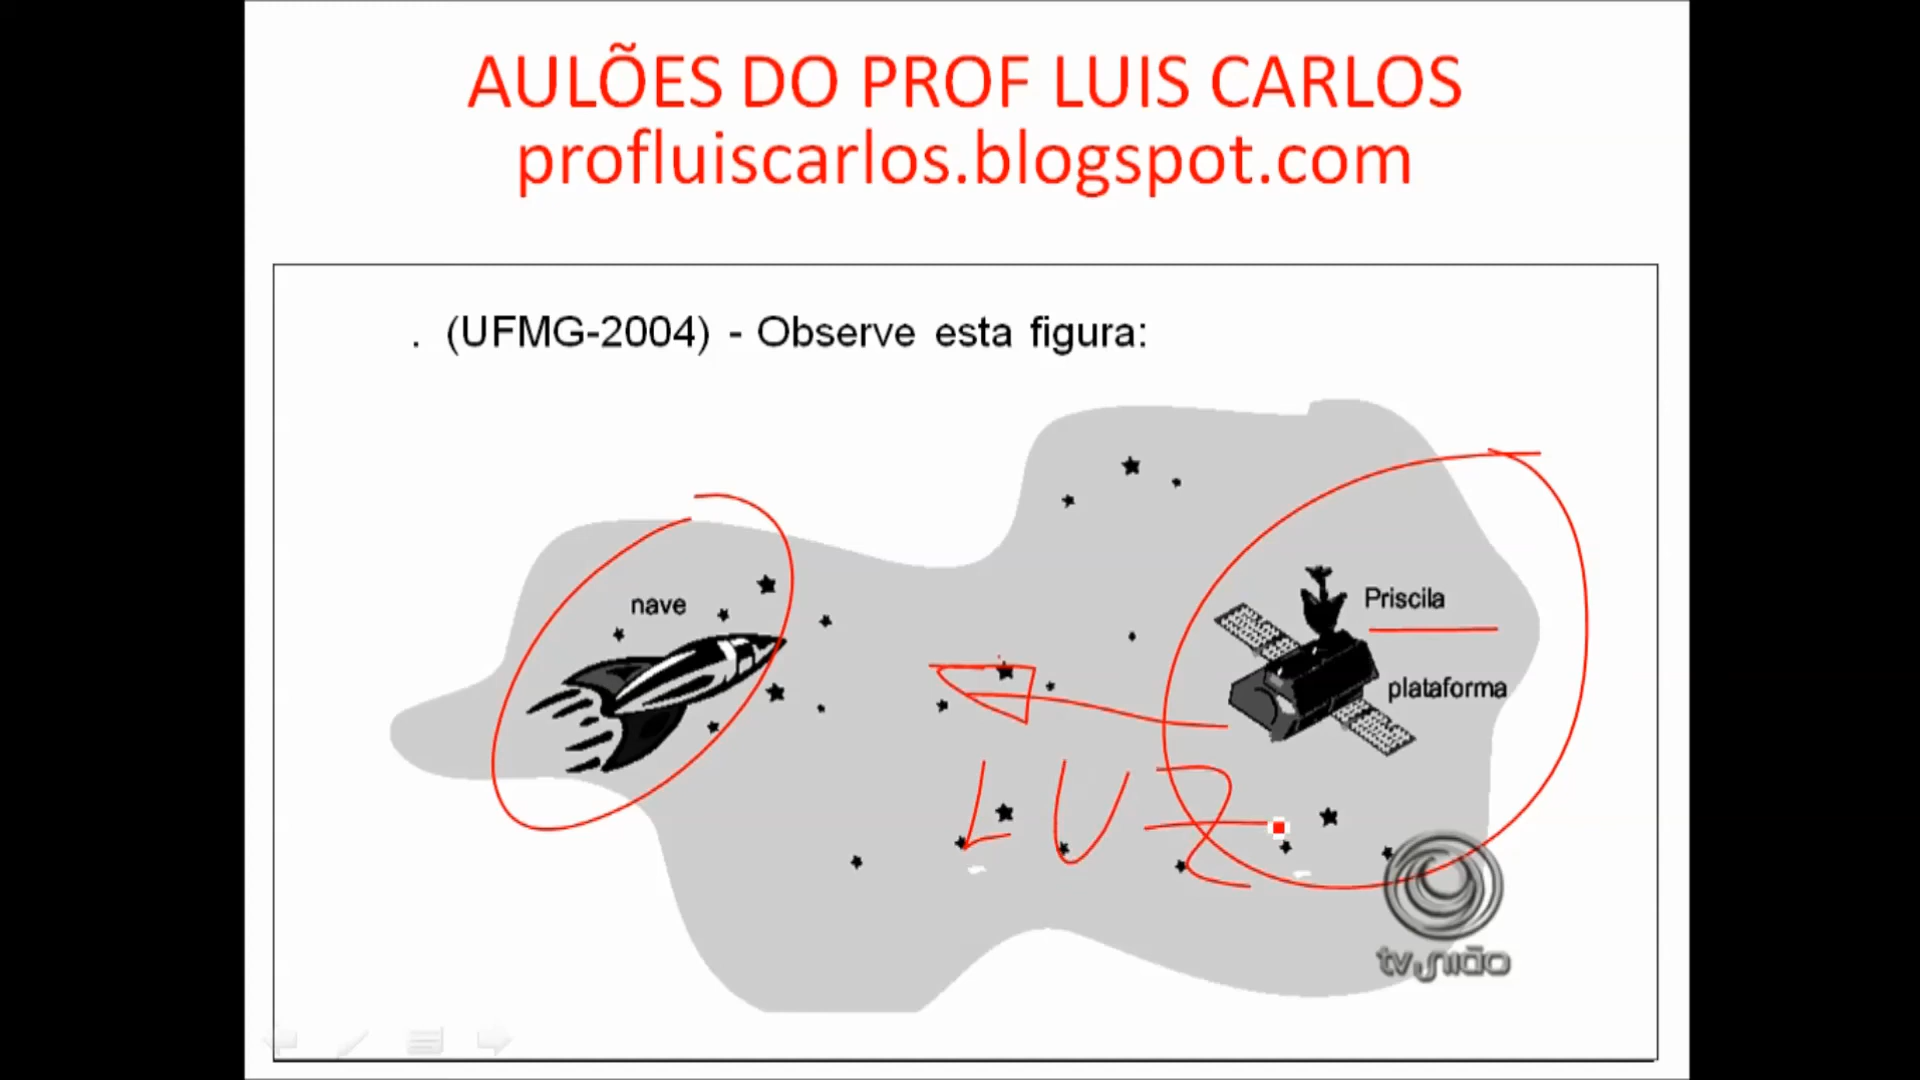 AULÕES DO PROF LUIS CARLOS
profluiscarlos.blogspot.com
. (UFMG-2004) - Observe esta figura:
nave
Priscila
plataforma
LUZ
tv união